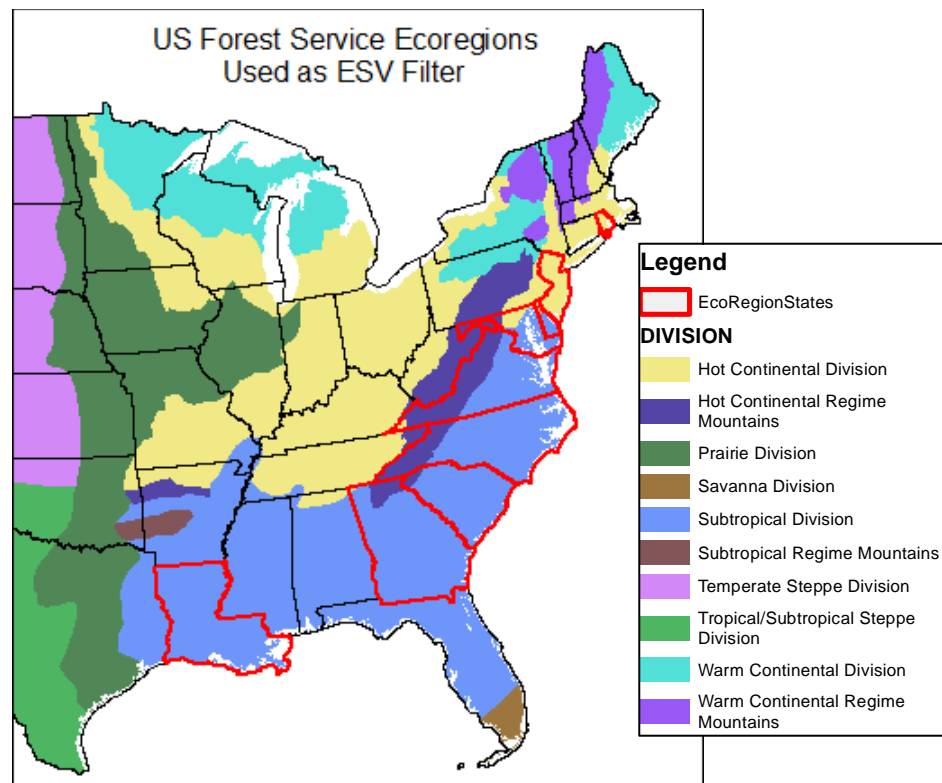 US Forest Service Ecoregions
Used as ESV Filter
Legend
EcoRegionStates
DIVISION
Hot Continental Division
Hot Continental Regime
Mountains
Prairie Division
Savanna Division
Subtropical Division
Subtropical Regime Mountains
Temperate Steppe Division
Tropical/Subtropical Steppe
Division
Warm Continental Division
Warm Continental Regime
Mountains